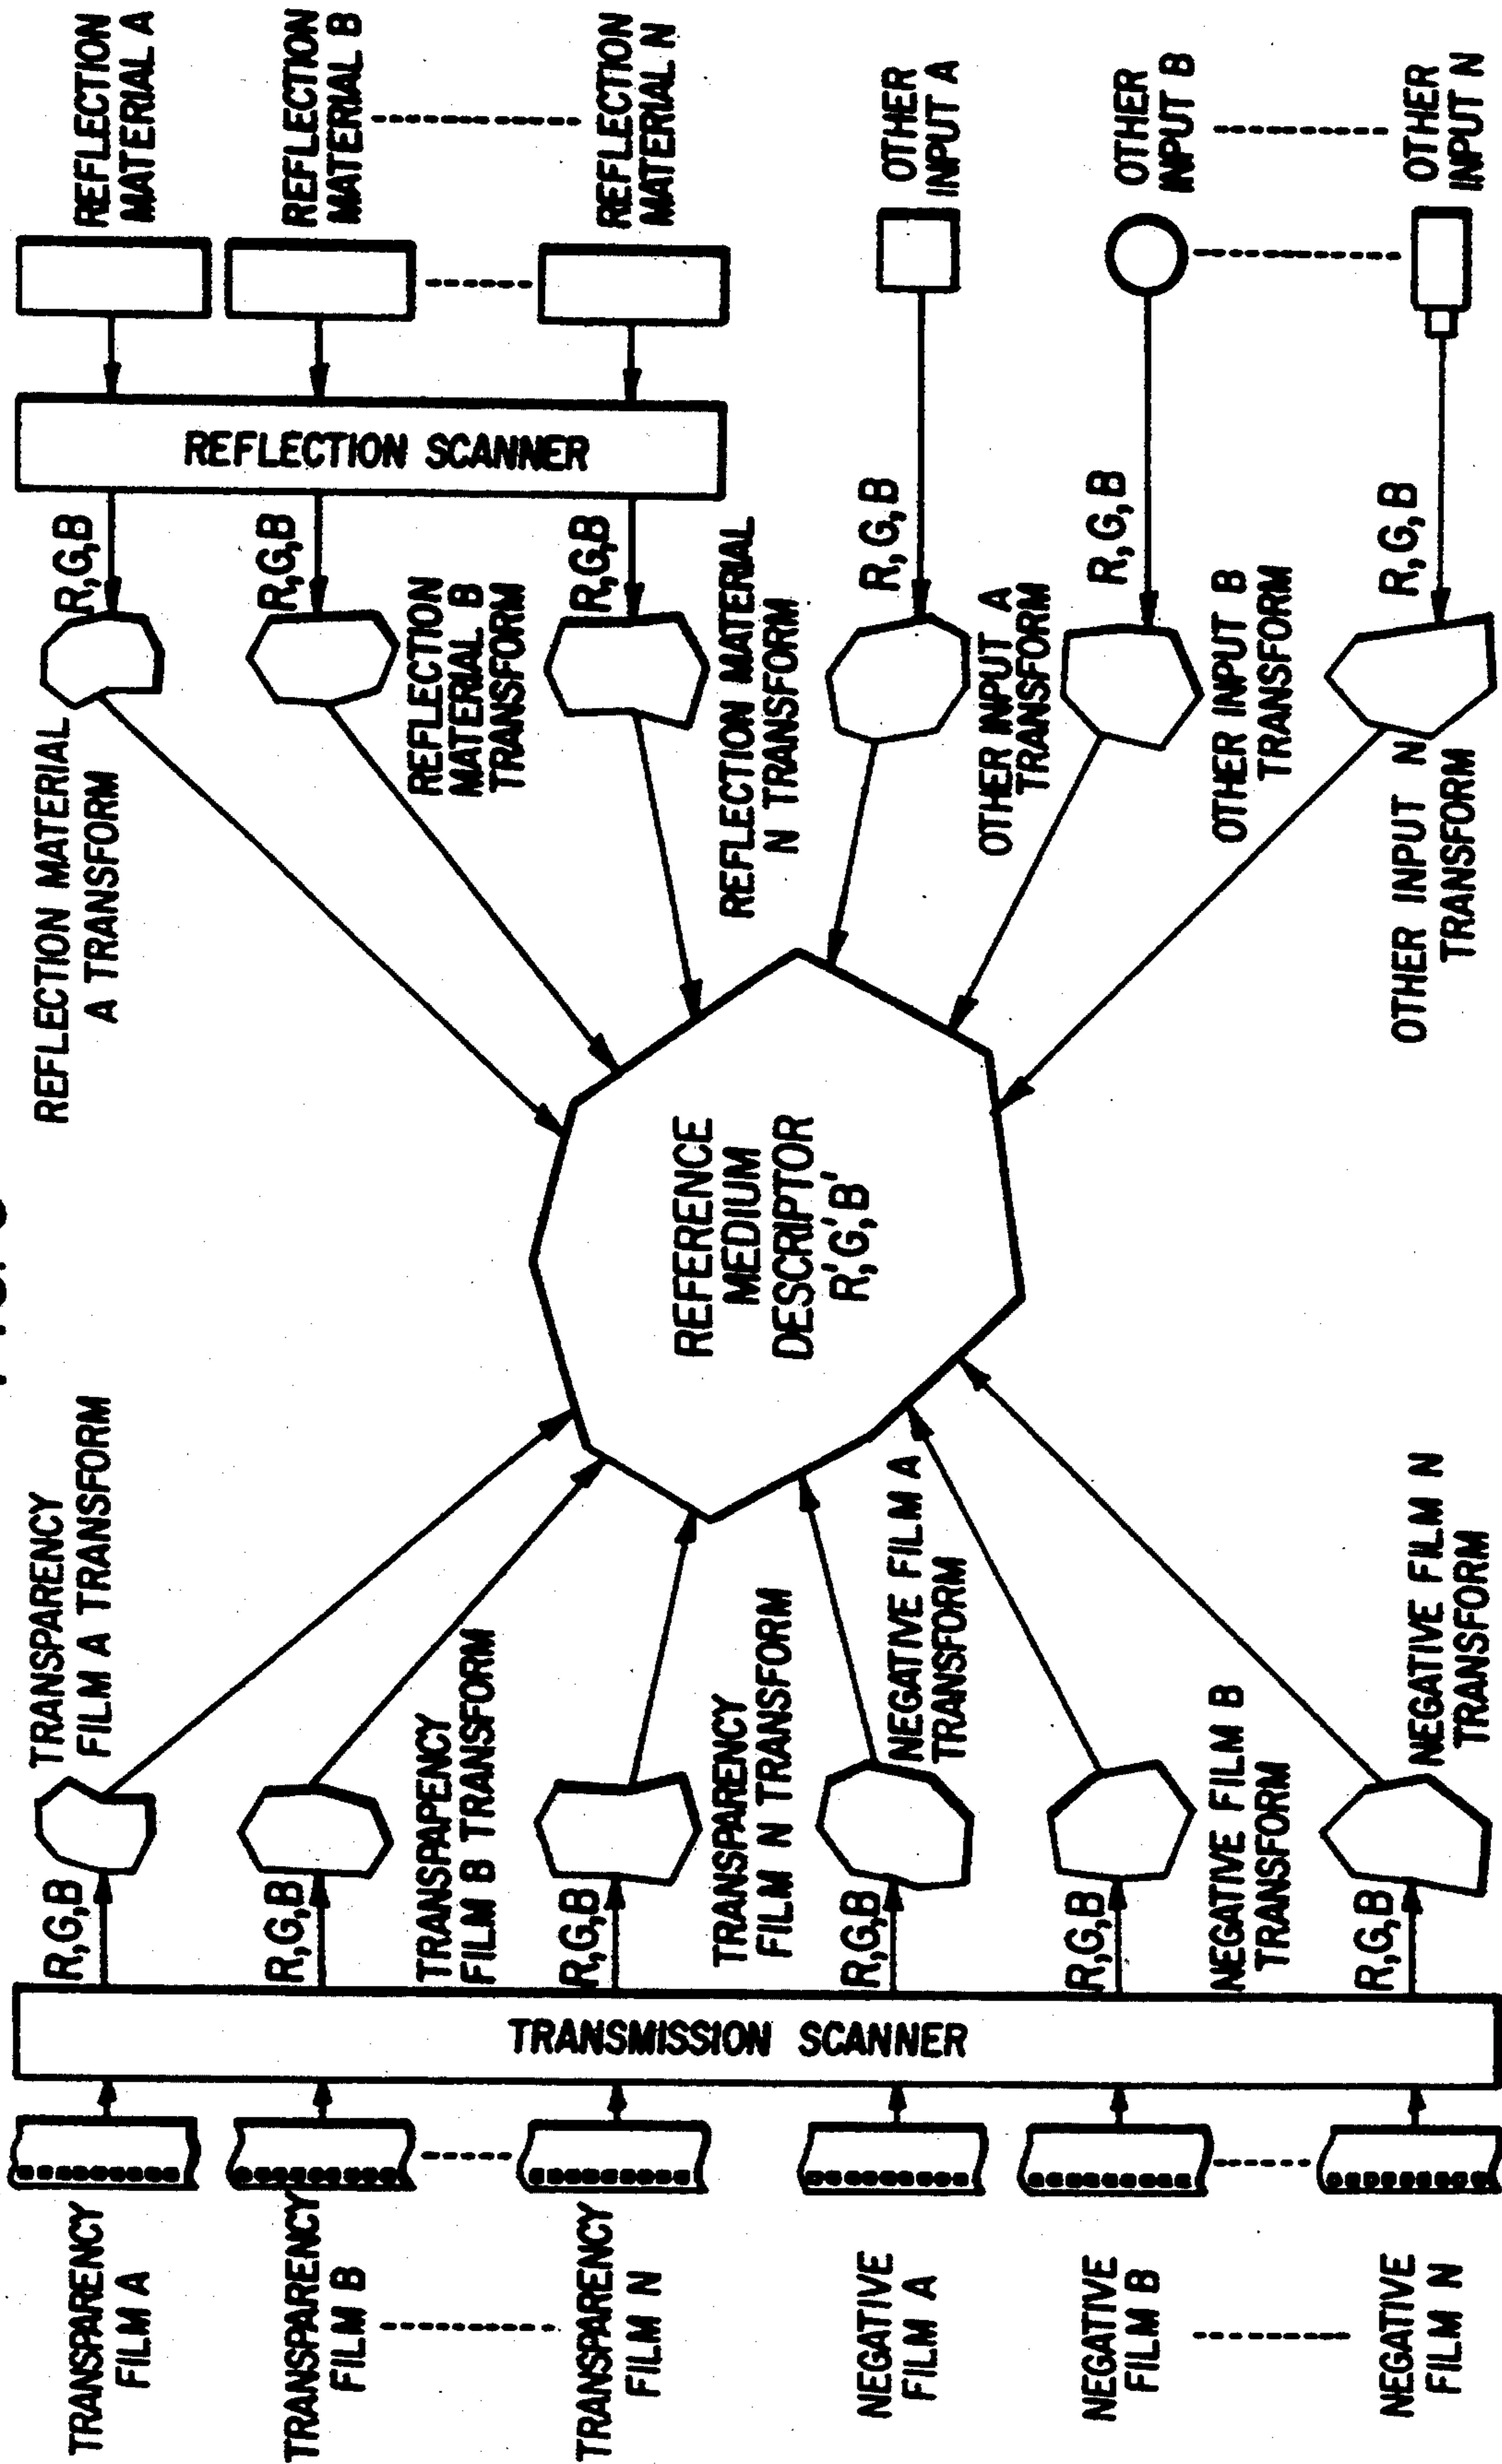 TRANSPARENCY
FILM A
TRANSPARENCY
FILM B
TRANSPARENCY
FILM N
NEGATIVE
FILM A
NEGATIVE
FILM B
NEGATIVE
FILM N
TRANSMISSION SCANNER
R,G,B
R,G,B
R,G,B
R,G,B
R,G,B
R,G,B
TRANSPARENCY
FILM A TRANSFORM
TRANSPAPENCY
FILM B TRANSFORM
TRANSPARENCY
FILM N TRANSFORM
NEGATIVE FILM A
TRANSFORM
NEGATIVE FILM B
TRANSFORM
NEGATIVE FILM N
TRANSFORM
REFERENCE
MEDIUM
DESCRIPTOR
R',G',B'
REFLECTION MATERIAL
A TRANSFORM
REFLECTION
MATERIAL B
TRANSFORM
REFLECTION MATERIAL
N TRANSFORM
OTHER INPUT A
TRANSFORM
OTHER INPUT B
TRANSFORM
OTHER INPUT N
TRANSFORM
R,G,B
R,G,B
R,G,B
R,G,B
R,G,B
R,G,B
REFLECTION SCANNER
REFLECTION
MATERIAL A
REFLECTION
MATERIAL B
REFLECTION
MATERIAL N
OTHER
INPUT A
OTHER
INPUT B
OTHER
INPUT N